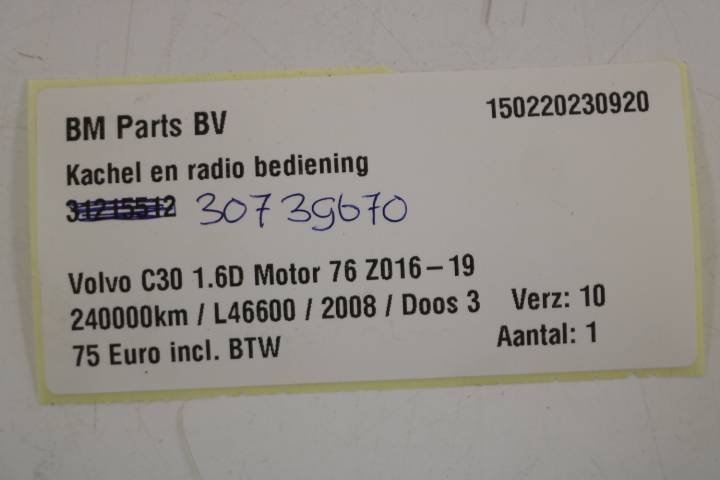 BM Parts BV 150220230920
Kachel en radio bediening
31215512 30739670
Volvo C30 1.6D Motor 76 Z016-19
240000km / L46600 / 2008 / Doos 3 Verz: 10
75 Euro incl. BTW Aantal: 1